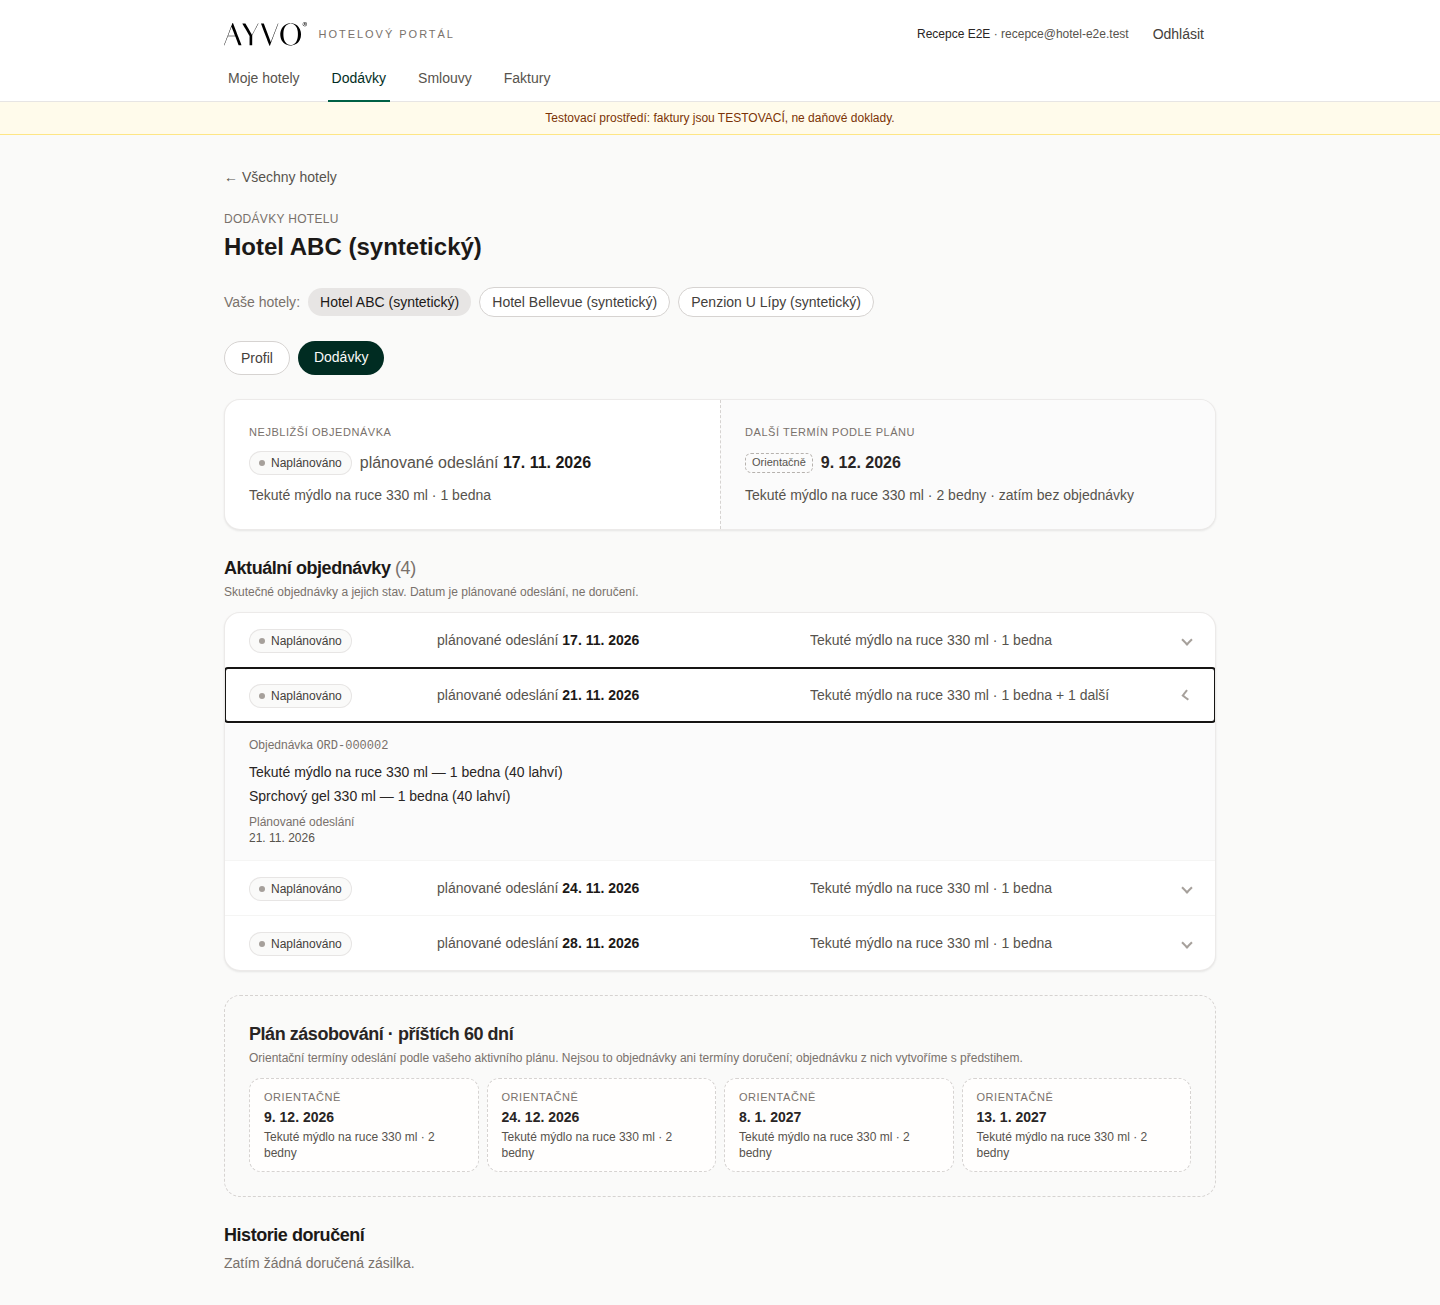 AYVO® HOTELOVÝ PORTÁL
Recepce E2E · recepce@hotel-e2e.test Odhlásit
Moje hotely Dodávky Smlouvy Faktury
Testovací prostředí: faktury jsou TESTOVACÍ, ne daňové doklady.
← Všechny hotely
DODÁVKY HOTELU
Hotel ABC (syntetický)
Vaše hotely: Hotel ABC (syntetický) Hotel Bellevue (syntetický) Penzion U Lípy (syntetický)
Profil Dodávky
NEJBLIŽŠÍ OBJEDNÁVKA
Naplánováno plánované odeslání 17. 11. 2026
Tekuté mýdlo na ruce 330 ml · 1 bedna
DALŠÍ TERMÍN PODLE PLÁNU
Orientačně 9. 12. 2026
Tekuté mýdlo na ruce 330 ml · 2 bedny · zatím bez objednávky
Aktuální objednávky (4)
Skutečné objednávky a jejich stav. Datum je plánované odeslání, ne doručení.
Naplánováno plánované odeslání 17. 11. 2026 Tekuté mýdlo na ruce 330 ml · 1 bedna
Naplánováno plánované odeslání 21. 11. 2026 Tekuté mýdlo na ruce 330 ml · 1 bedna + 1 další
Objednávka ORD-000002
Tekuté mýdlo na ruce 330 ml — 1 bedna (40 lahví)
Sprchový gel 330 ml — 1 bedna (40 lahví)
Plánované odeslání
21. 11. 2026
Naplánováno plánované odeslání 24. 11. 2026 Tekuté mýdlo na ruce 330 ml · 1 bedna
Naplánováno plánované odeslání 28. 11. 2026 Tekuté mýdlo na ruce 330 ml · 1 bedna
Plán zásobování · příštích 60 dní
Orientační termíny odeslání podle vašeho aktivního plánu. Nejsou to objednávky ani termíny doručení; objednávku z nich vytvoříme s předstihem.
ORIENTAČNĚ
9. 12. 2026
Tekuté mýdlo na ruce 330 ml · 2
bedny
ORIENTAČNĚ
24. 12. 2026
Tekuté mýdlo na ruce 330 ml · 2
bedny
ORIENTAČNĚ
8. 1. 2027
Tekuté mýdlo na ruce 330 ml · 2
bedny
ORIENTAČNĚ
13. 1. 2027
Tekuté mýdlo na ruce 330 ml · 2
bedny
Historie doručení
Zatím žádná doručená zásilka.